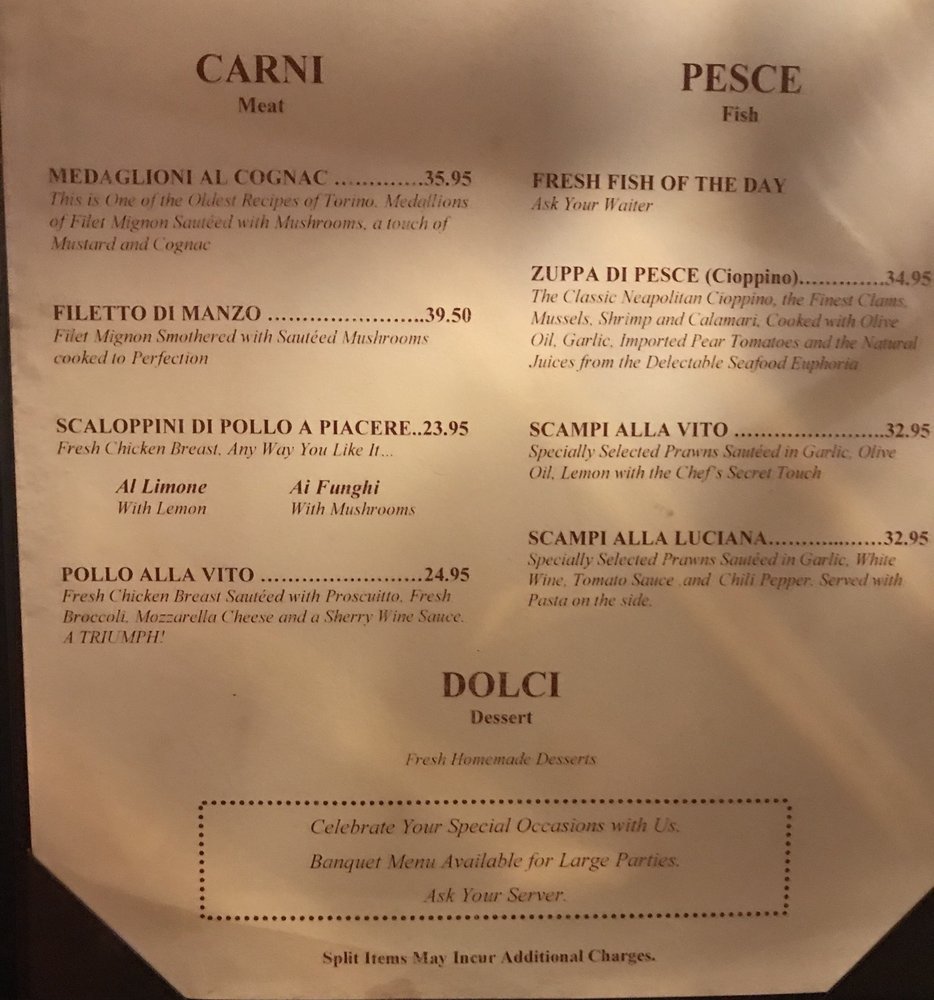 CARNI
Meat
MEDAGLIONI AL COGNAC .............35.95
This is One of the Oldest Recipes of Torino. Medallions
of Filet Mignon Sautéed with Mushrooms, a touch of
Mustard and Cognac
FILETTO DI MANZO .......................39.50
Filet Mignon Smothered with Sautéed Mushrooms
cooked to Perfection
SCALOPPINI DI POLLO A PIACERE..23.95
Fresh Chicken Breast, Any Way You Like It...
Al Limone Ai Funghi
With Lemon With Mushrooms
POLLO ALLA VITO ........................24.95
Fresh Chicken Breast Sautéed with Proscuitto, Fresh
Broccoli, Mozzarella Cheese and a Sherry Wine Sauce.
A TRIUMPH!
PESCE
Fish
FRESH FISH OF THE DAY
Ask Your Waiter
ZUPPA DI PESCE (Cioppino).............34.95
The Classic Neapolitan Cioppino, the Finest Clams,
Mussels, Shrimp and Calamari, Cooked with Olive
Oil, Garlic, Imported Pear Tomatoes and the Natural
Juices from the Delectable Seafood Euphoria
SCAMPI ALLA VITO ......................32.95
Specially Selected Prawns Sautéed in Garlic, Olive
Oil, Lemon with the Chef's Secret Touch
SCAMPI ALLA LUCIANA.................32.95
Specially Selected Prawns Sautéed in Garlic, White
Wine, Tomato Sauce and Chili Pepper. Served with
Pasta on the side.
DOLCI
Dessert
Fresh Homemade Desserts
Celebrate Your Special Occasions with Us.
Banquet Menu Available for Large Parties.
Ask Your Server.
Split Items May Incur Additional Charges.